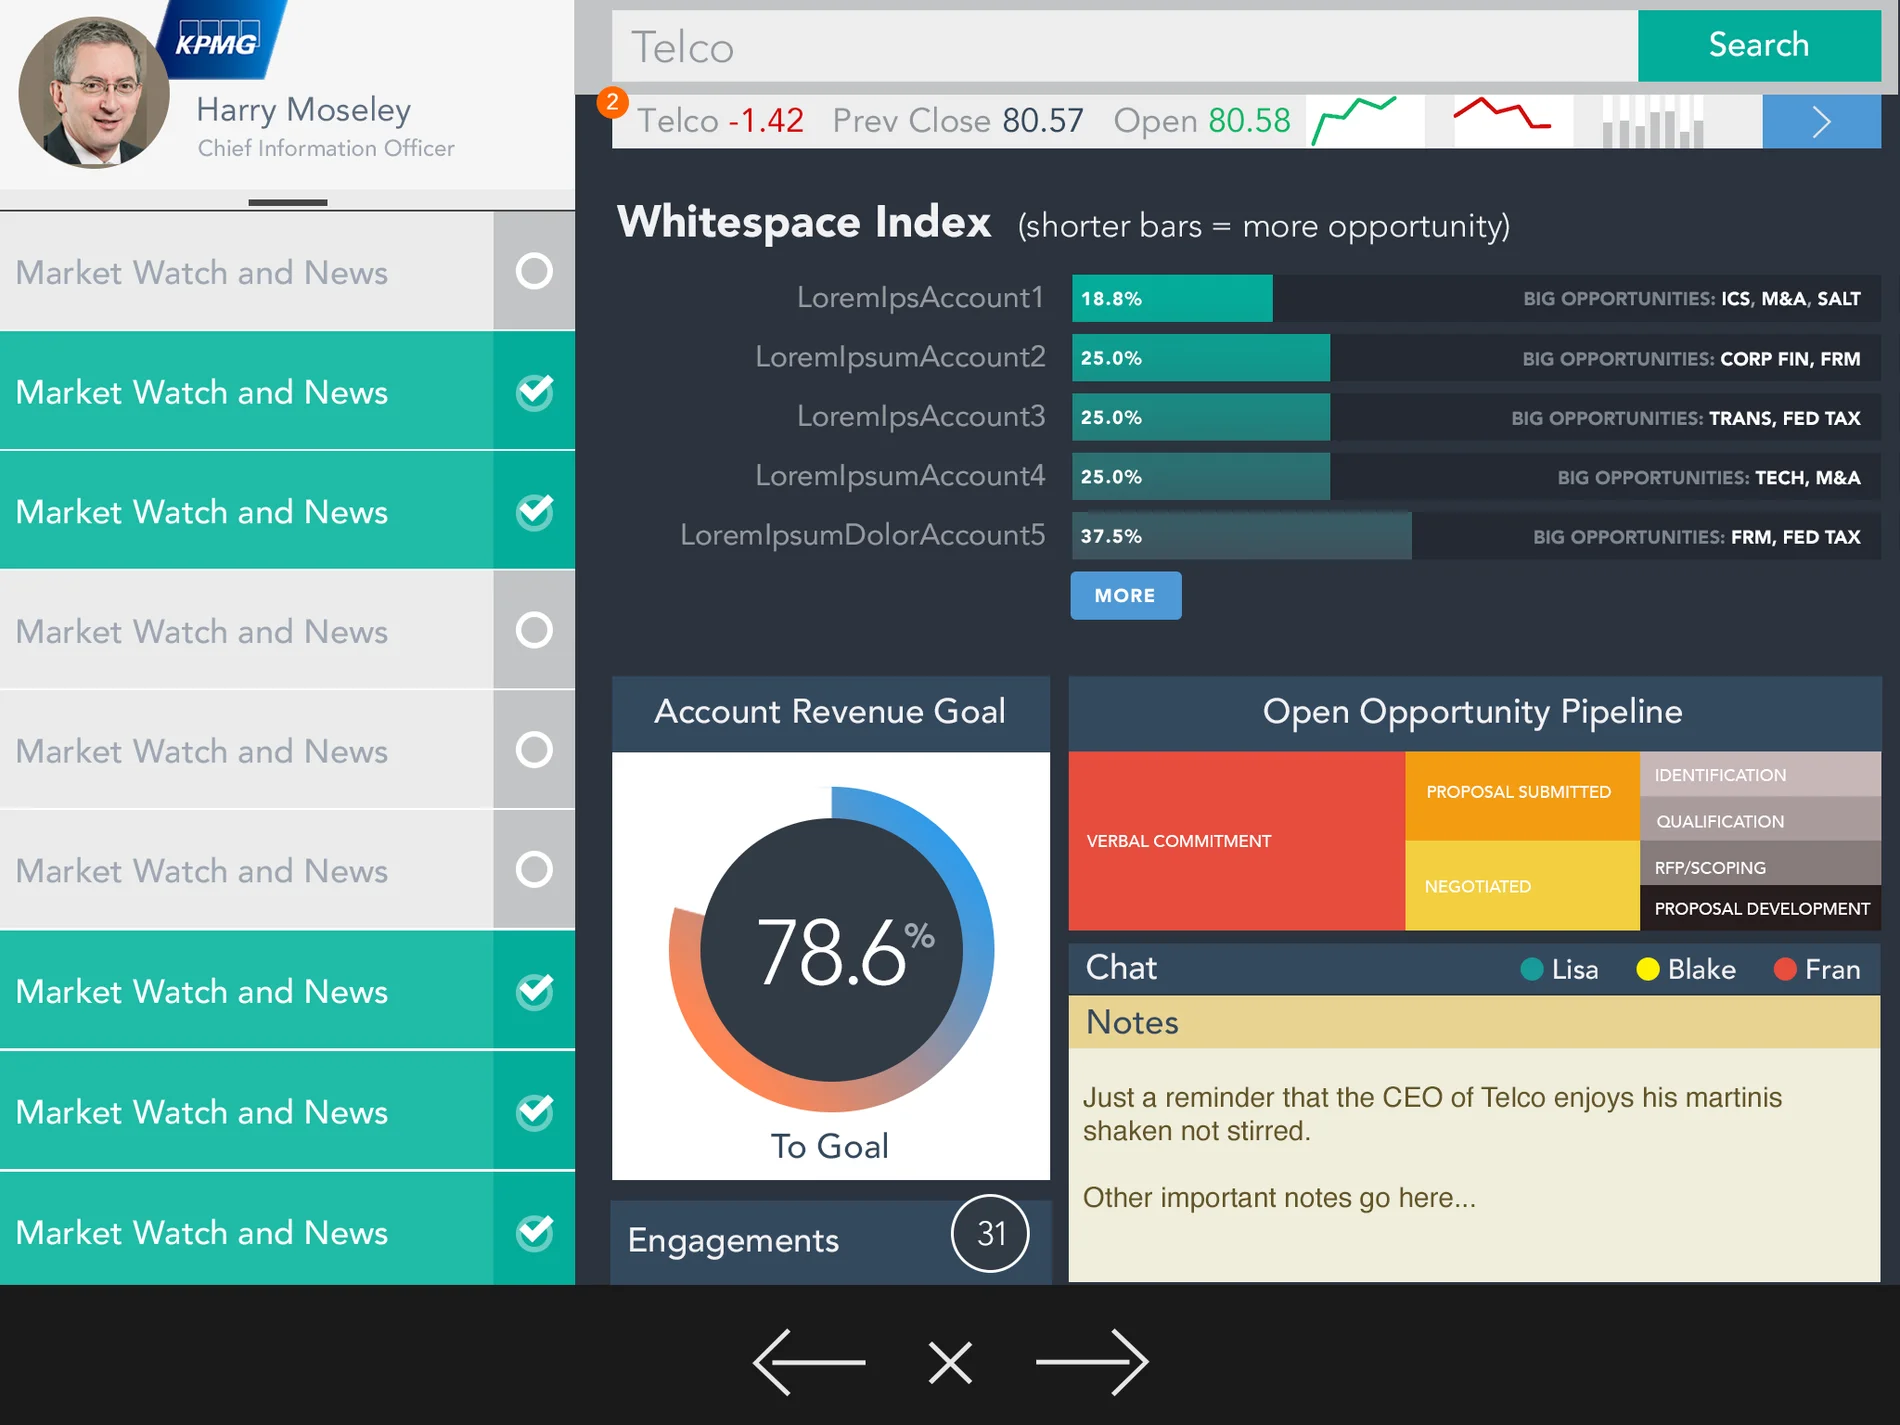 KPMG
Harry Moseley
Chief Information Officer
Market Watch and News
Market Watch and News
Market Watch and News
Market Watch and News
Market Watch and News
Market Watch and News
Market Watch and News
Market Watch and News
Market Watch and News
Telco
Search
2
Telco -1.42 Prev Close 80.57 Open 80.58
Whitespace Index (shorter bars = more opportunity)
LoremIpsAccount1 18.8% BIG OPPORTUNITIES: ICS, M&A, SALT
LoremIpsumAccount2 25.0% BIG OPPORTUNITIES: CORP FIN, FRM
LoremIpsAccount3 25.0% BIG OPPORTUNITIES: TRANS, FED TAX
LoremIpsumAccount4 25.0% BIG OPPORTUNITIES: TECH, M&A
LoremIpsumDolorAccount5 37.5% BIG OPPORTUNITIES: FRM, FED TAX
MORE
Account Revenue Goal
78.6%
To Goal
Engagements 31
Open Opportunity Pipeline
VERBAL COMMITMENT
PROPOSAL SUBMITTED
NEGOTIATED
IDENTIFICATION
QUALIFICATION
RFP/SCOPING
PROPOSAL DEVELOPMENT
Chat Lisa Blake Fran
Notes
Just a reminder that the CEO of Telco enjoys his martinis
shaken not stirred.
Other important notes go here...